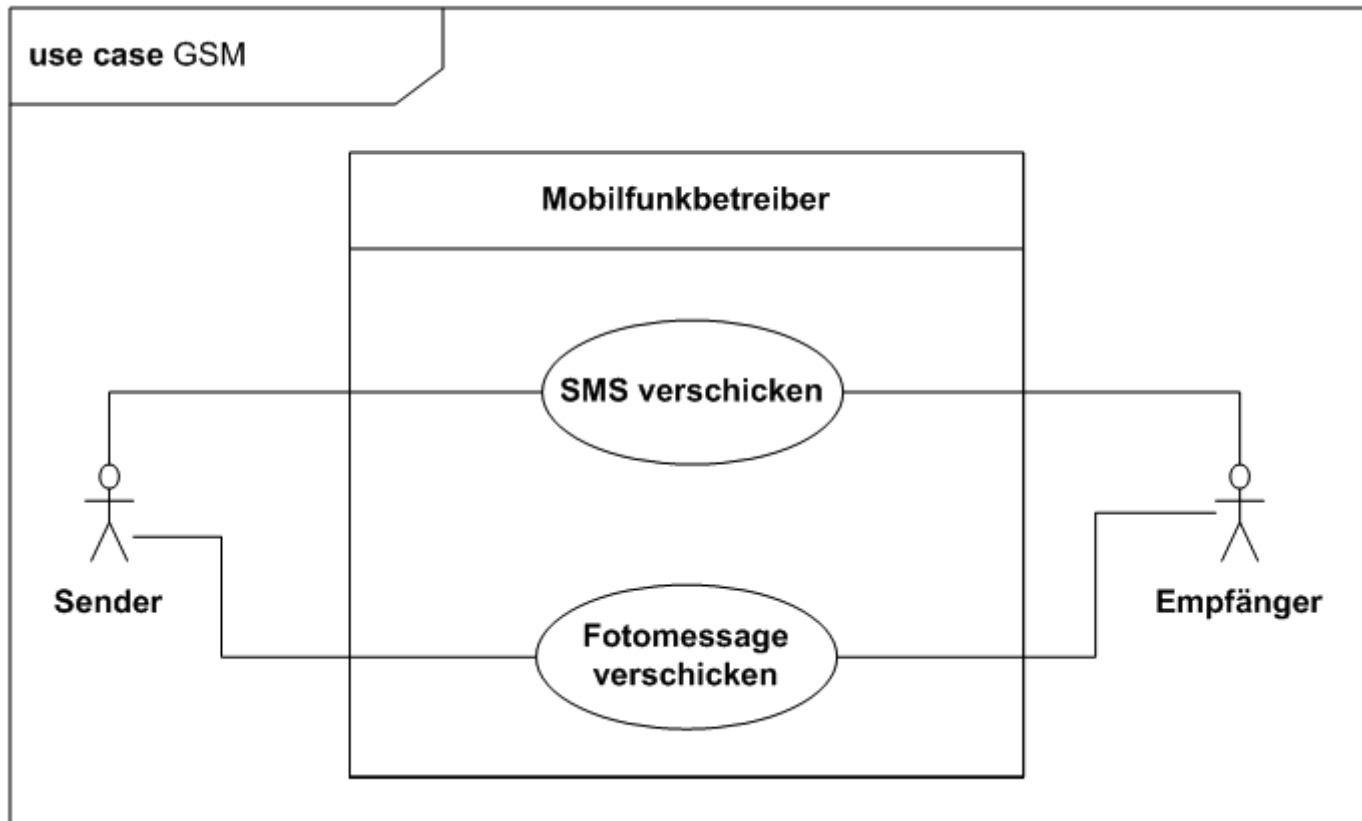 use case GSM
Mobilfunkbetreiber
SMS verschicken
Sender
Empfänger
Fotomessage
verschicken